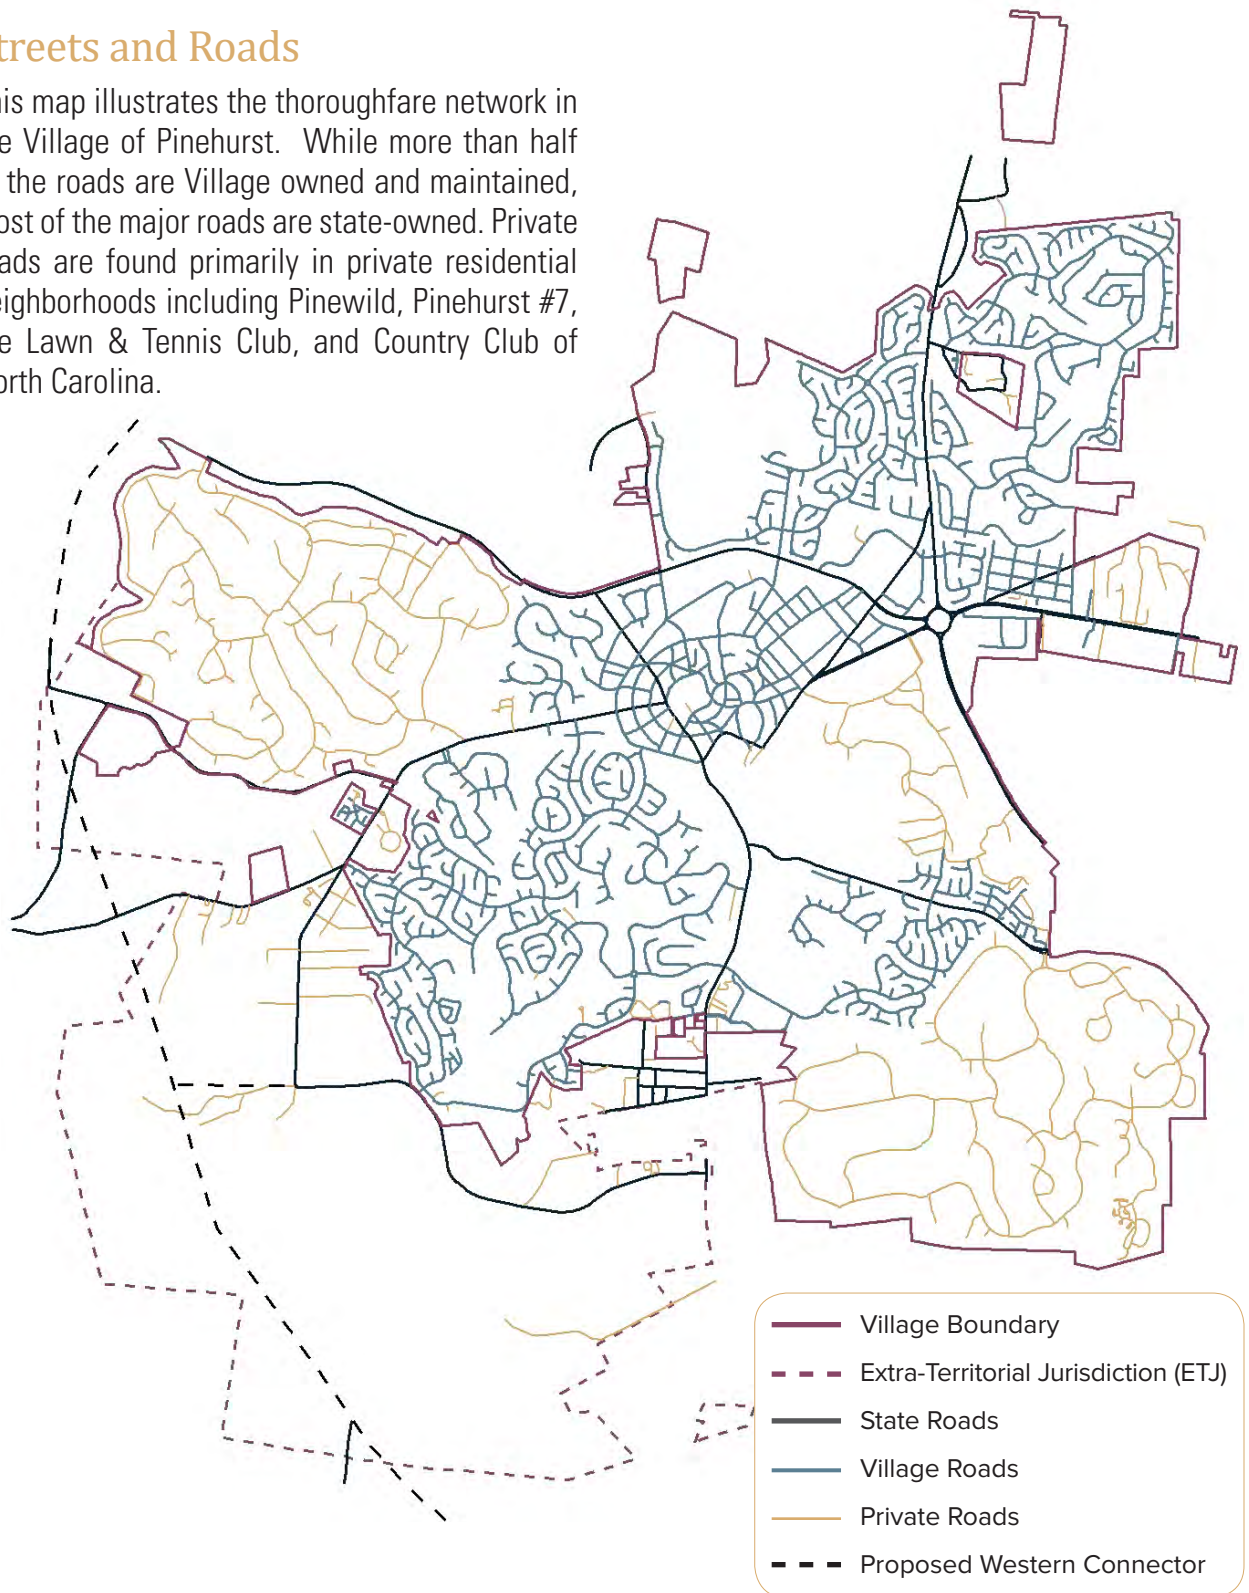 treets and Roads
his map illustrates the thoroughfare network in
e Village of Pinehurst. While more than half
the roads are Village owned and maintained,
ost of the major roads are state-owned. Private
ads are found primarily in private residential
eighborhoods including Pinewild, Pinehurst #7,
e Lawn & Tennis Club, and Country Club of
orth Carolina.
Village Boundary
Extra-Territorial Jurisdiction (ETJ)
State Roads
Village Roads
Private Roads
Proposed Western Connector